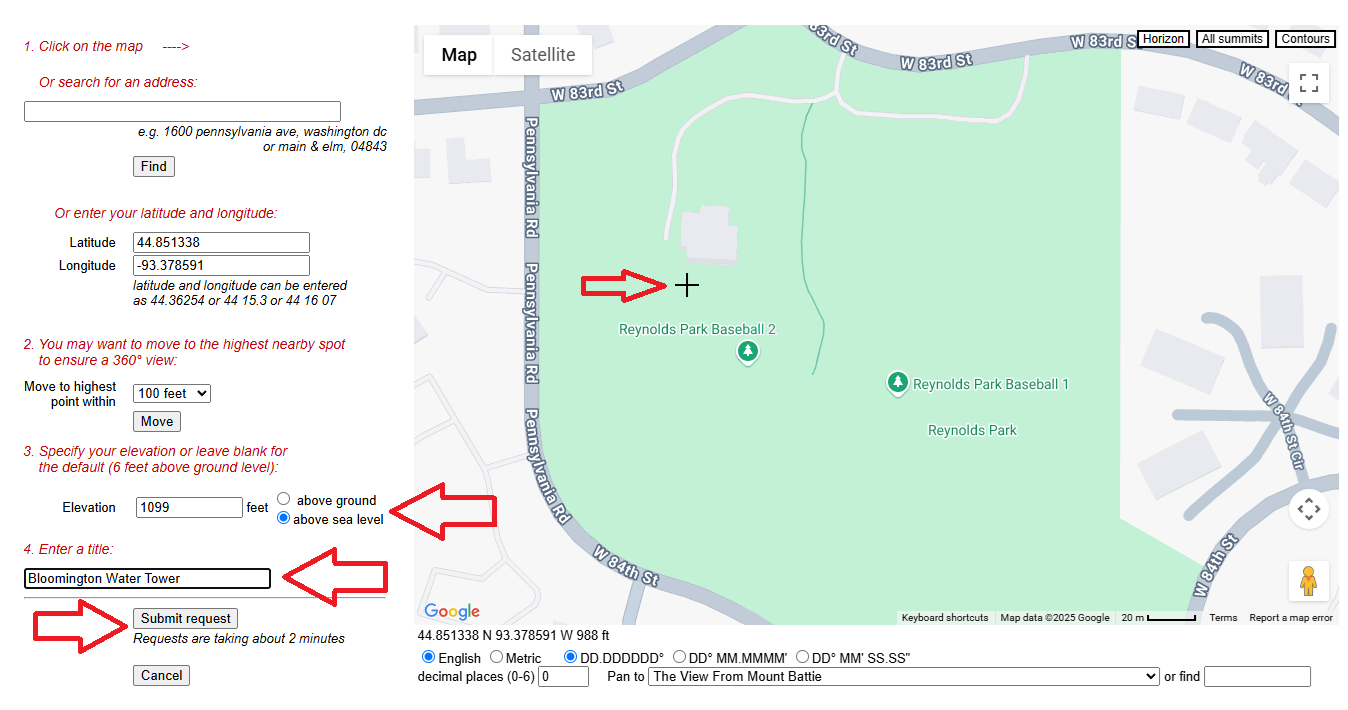 1. Click on the map ---->
Or search for an address:
e.g. 1600 pennsylvania ave, washington dc
or main & elm, 04843
Find
Or enter your latitude and longitude:
Latitude 44.851338
Longitude -93.378591
latitude and longitude can be entered
as 44.36254 or 44 15.3 or 44 16 07
2. You may want to move to the highest nearby spot
to ensure a 360° view:
Move to highest
point within
100 feet
Move
3. Specify your elevation or leave blank for
the default (6 feet above ground level):
Elevation 1099 feet
above ground
above sea level
4. Enter a title:
Bloomington Water Tower
Submit request
Requests are taking about 2 minutes
Cancel
Map Satellite
Horizon All summits Contours
83rd St
W 83rd St
W 83rd St
W 83rd S
W 83rd
Pennsylvania Rd
Pennsylvania Rd
Pennsylvania Rd
Reynolds Park Baseball 2
Reynolds Park Baseball 1
Reynolds Park
W 84th St Cir
W 84th St
W 84th St
Google
Keyboard shortcuts Map data ©2025 Google 20 m Terms Report a map error
44.851338 N 93.378591 W 988 ft
English Metric DD.DDDDDD° DD° MM.MMMM' DD° MM' SS.SS"
decimal places (0-6) 0 Pan to The View From Mount Battie or find